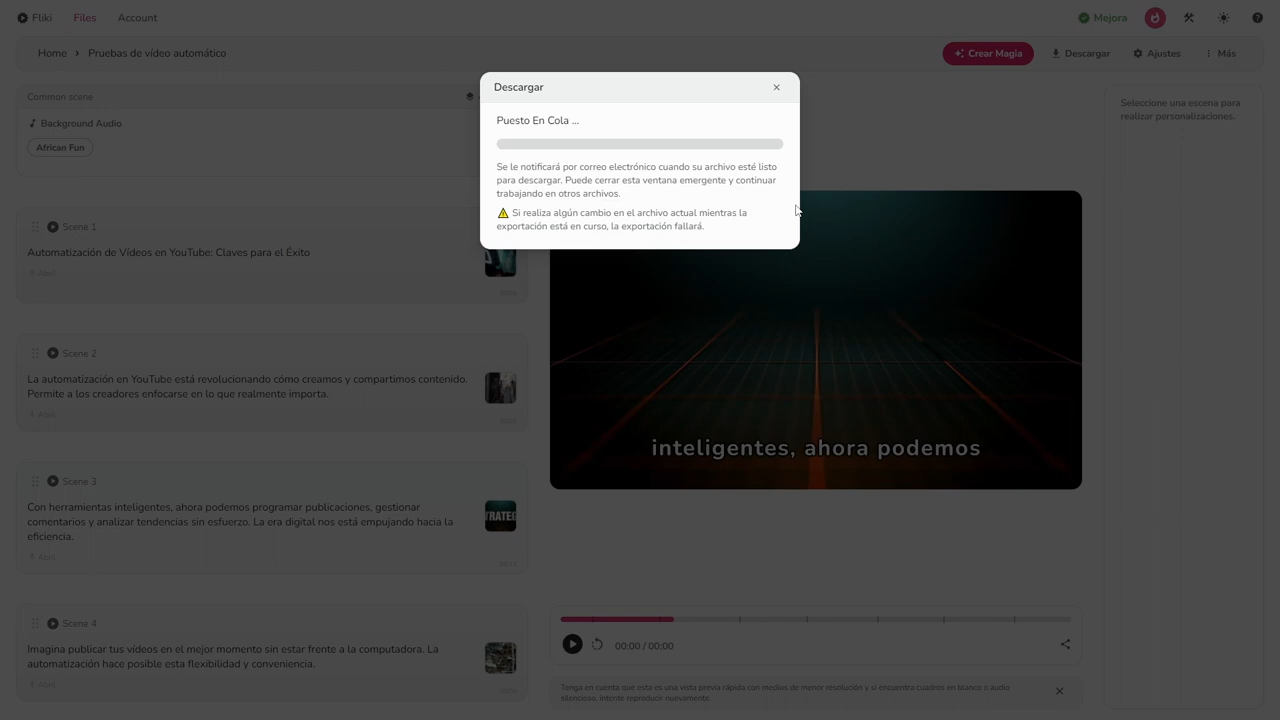 Fliki
Files
Account
Mejora
Home
Pruebas de vídeo automático
Crear Magia
Descargar
Ajustes
Más
Common scene
Background Audio
African Fun
Descargar
Puesto En Cola ...
Se le notificará por correo electrónico cuando su archivo esté listo
para descargar. Puede cerrar esta ventana emergente y continuar
trabajando en otros archivos.
Si realiza algún cambio en el archivo actual mientras la
exportación está en curso, la exportación fallará.
Seleccione una escena para
realizar personalizaciones.
Scene 1
Automatización de Vídeos en YouTube: Claves para el Éxito
Abril
Scene 2
La automatización en YouTube está revolucionando cómo creamos y compartimos contenido.
Permite a los creadores enfocarse en lo que realmente importa.
Abril
Scene 3
Con herramientas inteligentes, ahora podemos programar publicaciones, gestionar
comentarios y analizar tendencias sin esfuerzo. La era digital nos está empujando hacia la
eficiencia.
TRATEG
Abril
Scene 4
Imagina publicar tus vídeos en el mejor momento sin estar frente a la computadora. La
automatización hace posible esta flexibilidad y conveniencia.
Abril
inteligentes, ahora podemos
00:00 / 00:00
Tenga en cuenta que esta es una vista previa rápida con medios de menor resolución y si encuentra cuadros en blanco o audio
silencioso, intente reproducir nuevamente.